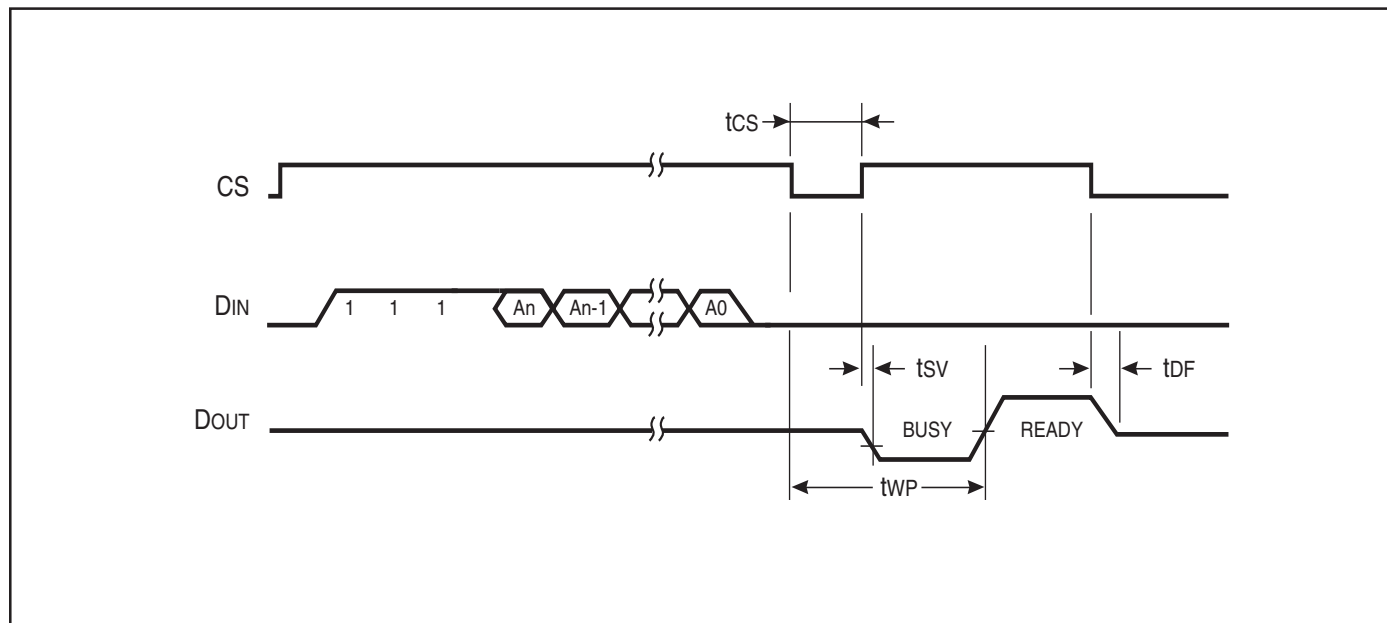 tCS
CS
DIN
1 1 1 An An-1 A0
tSV
tDF
DOUT
BUSY READY
tWP